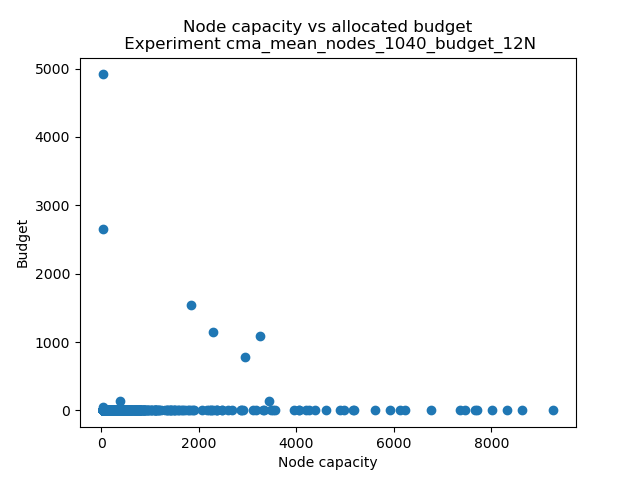 Node capacity vs allocated budget
Experiment cma_mean_nodes_1040_budget_12N
5000
4000
3000
2000
1000
0
Budget
0 2000 4000 6000 8000
Node capacity